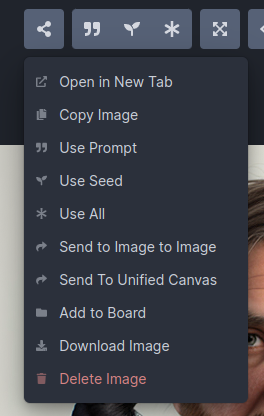 Open in New Tab
Copy Image
Use Prompt
Use Seed
Use All
Send to Image to Image
Send To Unified Canvas
Add to Board
Download Image
Delete Image